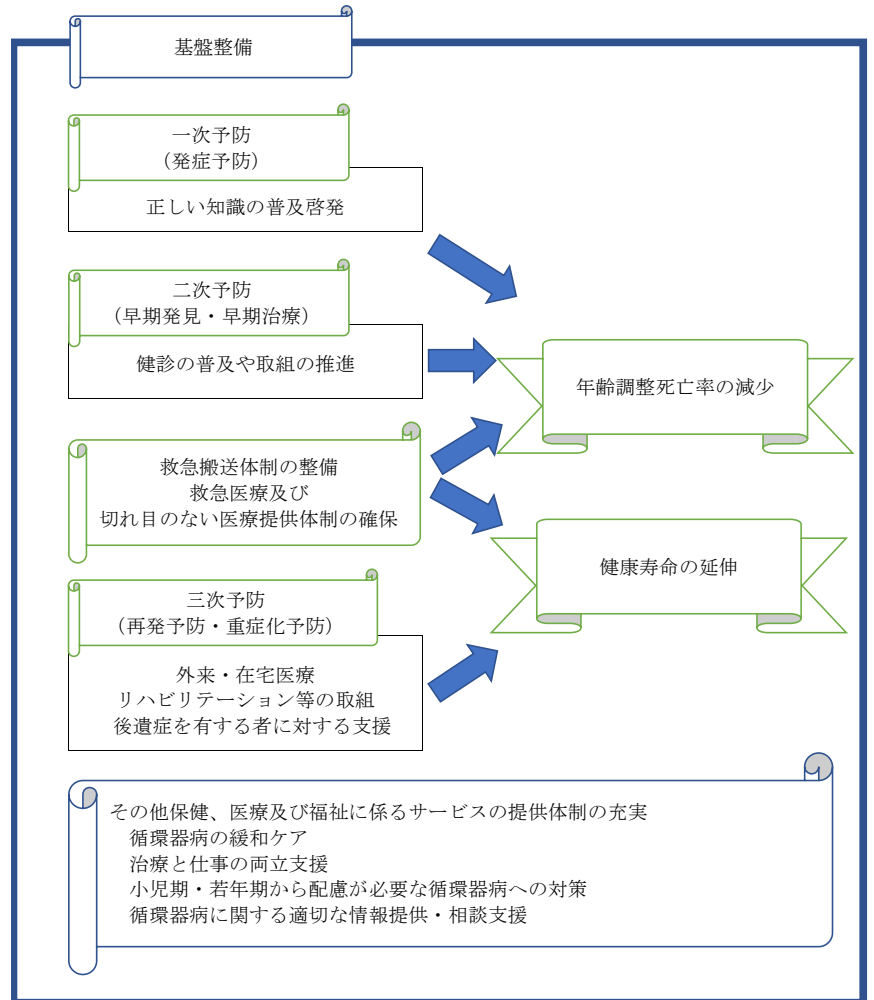 基盤整備
一次予防
（発症予防）
正しい知識の普及啓発
二次予防
（早期発見・早期治療）
健診の普及や取組の推進
年齢調整死亡率の減少
救急搬送体制の整備
救急医療及び
切れ目のない医療提供体制の確保
健康寿命の延伸
三次予防
（再発予防・重症化予防）
外来・在宅医療
リハビリテーション等の取組
後遺症を有する者に対する支援
その他保健、医療及び福祉に係るサービスの提供体制の充実
循環器病の緩和ケア
治療と仕事の両立支援
小児期・若年期から配慮が必要な循環器病への対策
循環器病に関する適切な情報提供・相談支援